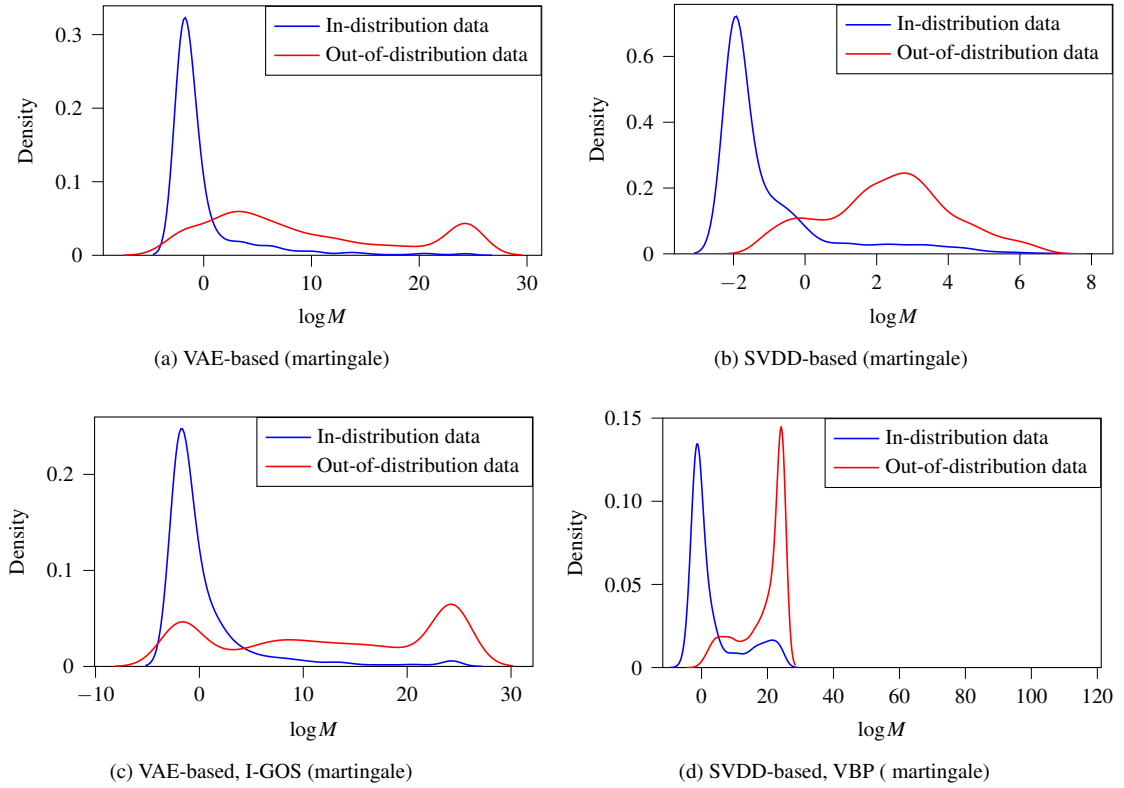 In-distribution data
Out-of-distribution data
Density
0 0.1 0.2 0.3
0 10 20 30
log M
(a) VAE-based (martingale)
In-distribution data
Out-of-distribution data
Density
0 0.2 0.4 0.6
−2 0 2 4 6 8
log M
(b) SVDD-based (martingale)
In-distribution data
Out-of-distribution data
Density
0 0.1 0.2
−10 0 10 20 30
log M
(c) VAE-based, I-GOS (martingale)
In-distribution data
Out-of-distribution data
Density
0 0.05 0.10 0.15
0 20 40 60 80 100 120
log M
(d) SVDD-based, VBP ( martingale)